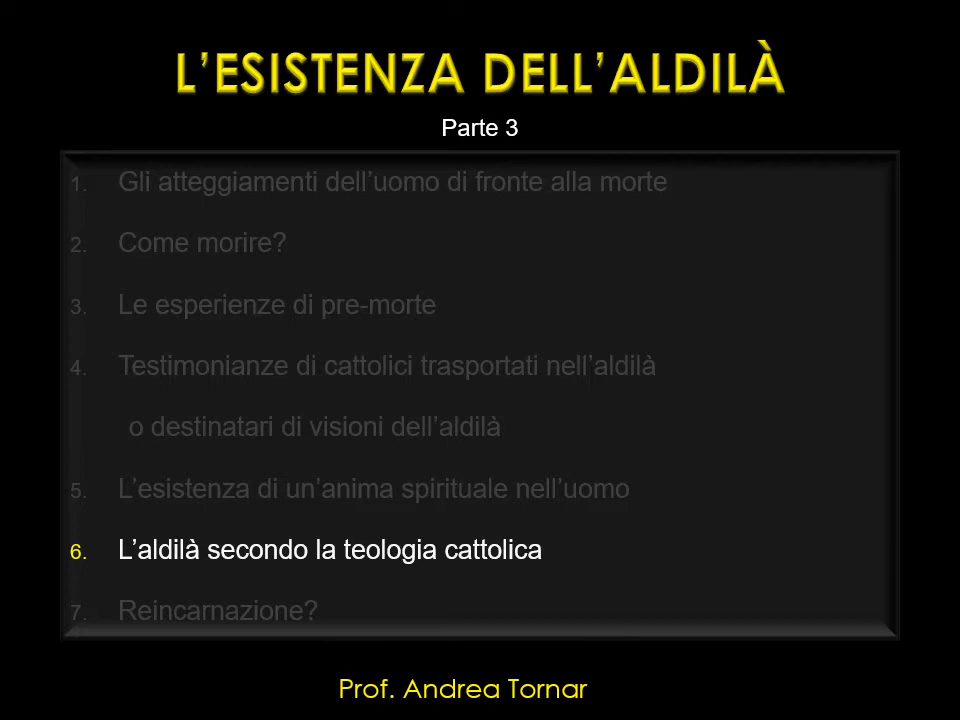 L'ESISTENZA DELL'ALDILÀ
Parte 3
1. Gli atteggiamenti dell'uomo di fronte alla morte
2. Come morire?
3. Le esperienze di pre-morte
4. Testimonianze di cattolici trasportati nell'aldilà
o destinatari di visioni dell'aldilà
5. L'esistenza di un'anima spirituale nell'uomo
6. L'aldilà secondo la teologia cattolica
7. Reincarnazione?
Prof. Andrea Tornar